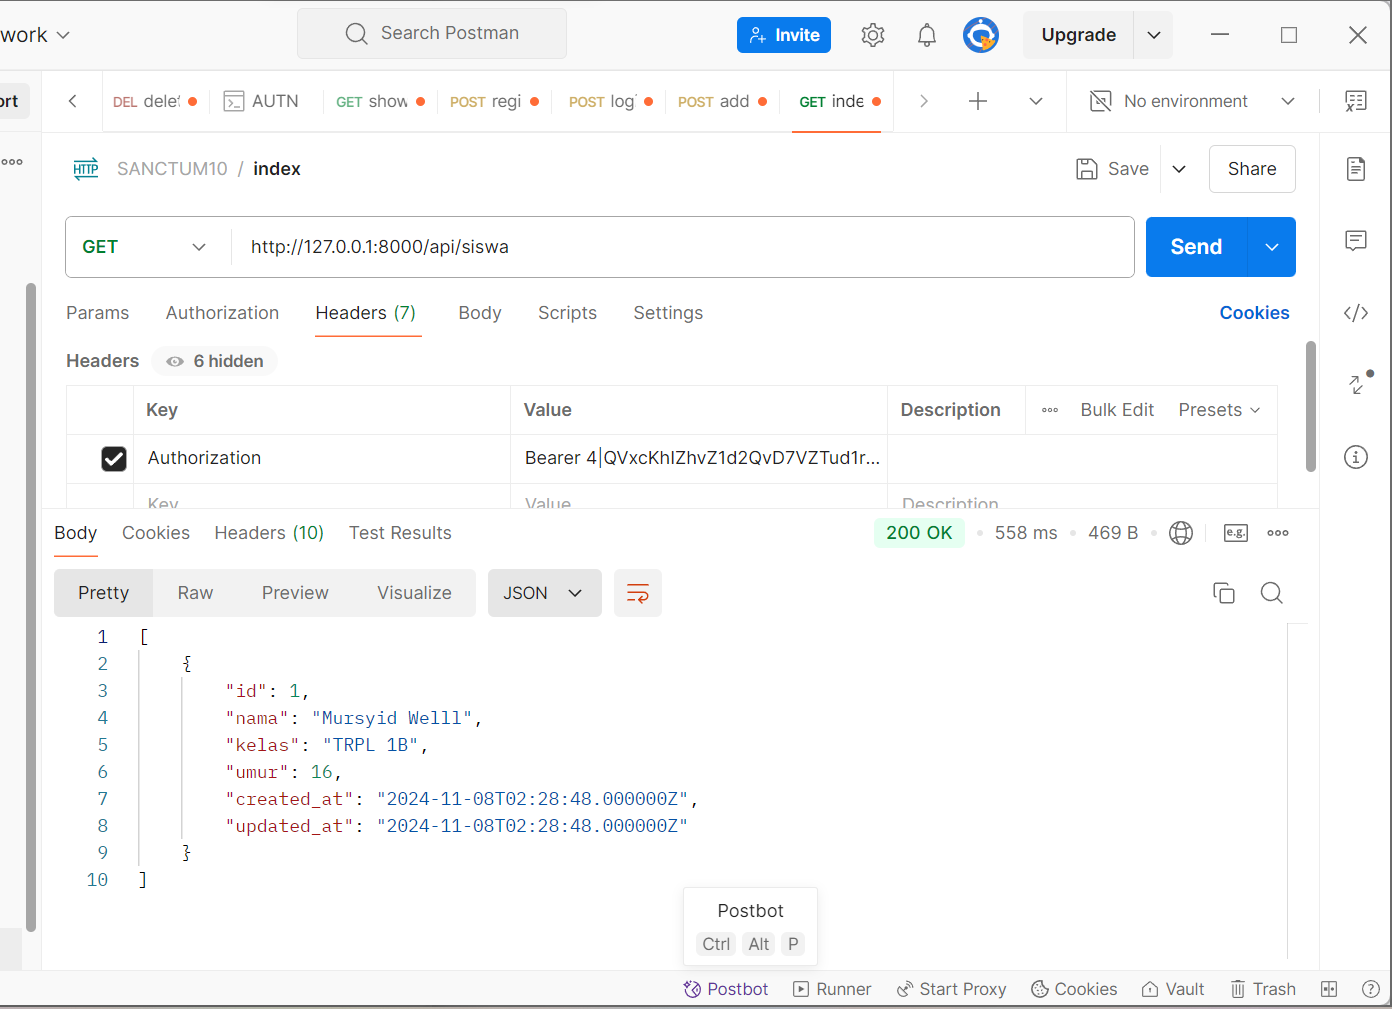 work
Search Postman
Invite
Upgrade
ort
DEL delet
AUTN
GET show
POST regi
POST log
POST add
GET inde
No environment
HTTP SANCTUM10 / index
Save
Share
GET
http://127.0.0.1:8000/api/siswa
Send
Params Authorization Headers (7) Body Scripts Settings
Cookies
Headers 6 hidden
Key Value Description Bulk Edit Presets
Authorization Bearer 4|QVxcKhIZhvZ1d2QvD7VZTud1r...
Key Value Description
Body Cookies Headers (10) Test Results
200 OK • 558 ms • 469 B • e.g.
Pretty Raw Preview Visualize JSON
1 [
2 {
3 "id": 1,
4 "nama": "Mursyid Welll",
5 "kelas": "TRPL 1B",
6 "umur": 16,
7 "created_at": "2024-11-08T02:28:48.000000Z",
8 "updated_at": "2024-11-08T02:28:48.000000Z"
9 }
10 ]
Postbot
Ctrl Alt P
Postbot Runner Start Proxy Cookies Vault Trash